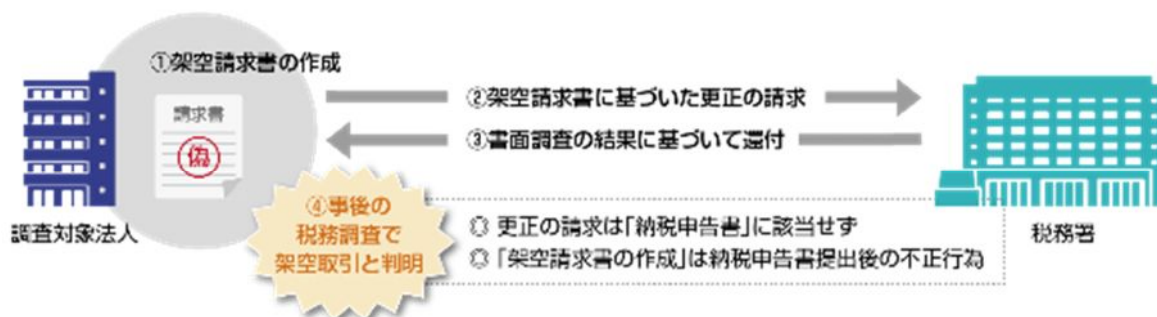 ①架空請求書の作成
請求書
偽
②架空請求書に基づいた更正の請求
③書面調査の結果に基づいて還付
調査対象法人
④事後の
税務調査で
架空取引と判明
◎ 更正の請求は「納税申告書」に該当せず
◎ 「架空請求書の作成」は納税申告書提出後の不正行為
税務署